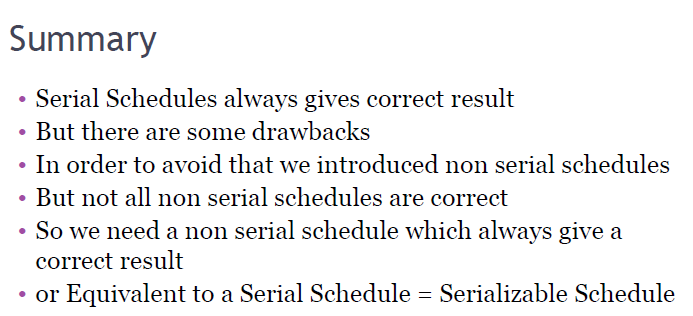 Summary
• Serial Schedules always gives correct result
• But there are some drawbacks
• In order to avoid that we introduced non serial schedules
• But not all non serial schedules are correct
• So we need a non serial schedule which always give a
correct result
• or Equivalent to a Serial Schedule = Serializable Schedule